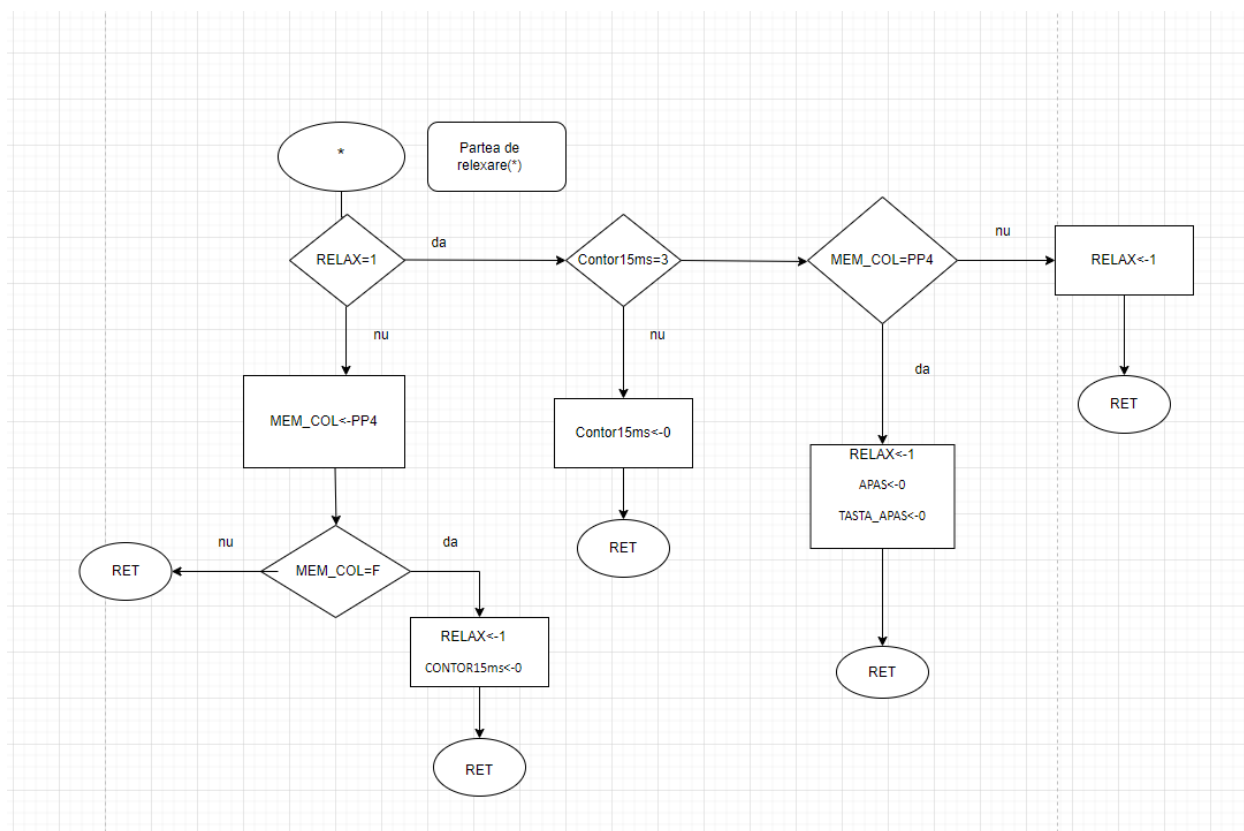 *
Partea de
relexare(*)
RELAX=1
da
Contor15ms=3
MEM_COL=PP4
nu
RELAX<-1
nu
nu
da
RET
MEM_COL<-PP4
Contor15ms<-0
RELAX<-1
APAS<-0
TASTA_APAS<-0
nu
da
RET
RET
MEM_COL=F
RELAX<-1
CONTOR15ms<-0
RET
RET